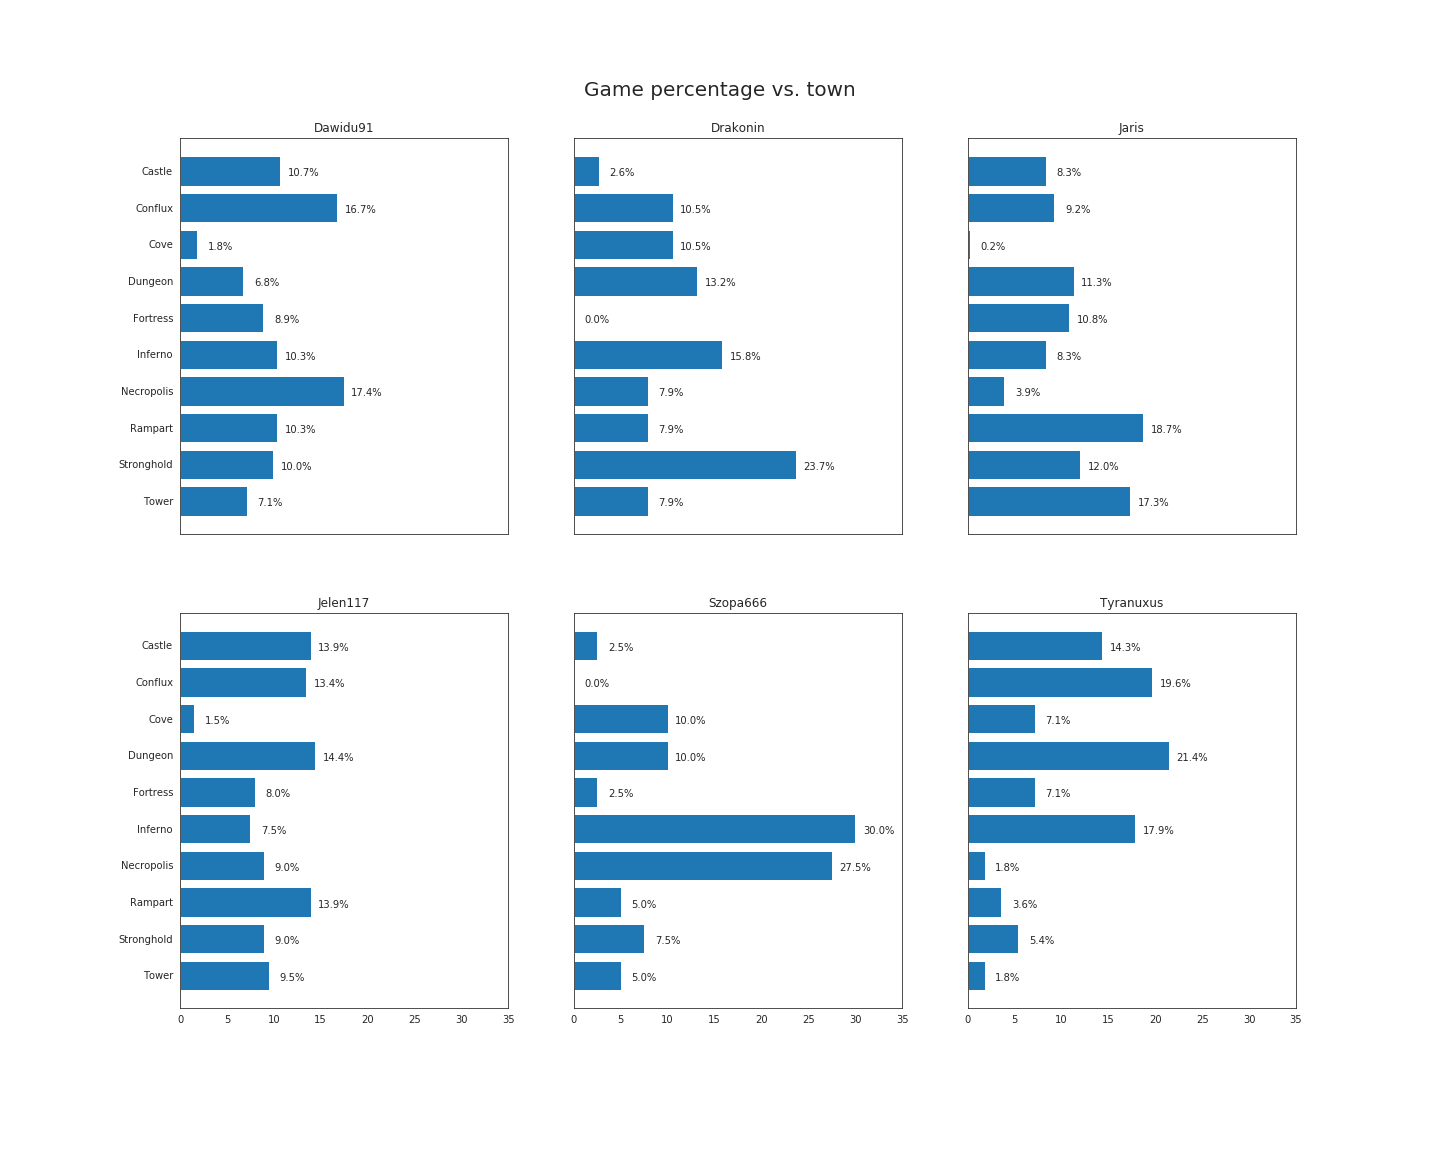 Game percentage vs. town
Dawidu91
Castle 10.7%
Conflux 16.7%
Cove 1.8%
Dungeon 6.8%
Fortress 8.9%
Inferno 10.3%
Necropolis 17.4%
Rampart 10.3%
Stronghold 10.0%
Tower 7.1%
Drakonin
2.6%
10.5%
10.5%
13.2%
0.0%
15.8%
7.9%
7.9%
23.7%
7.9%
Jaris
8.3%
9.2%
0.2%
11.3%
10.8%
8.3%
3.9%
18.7%
12.0%
17.3%
Jelen117
Castle 13.9%
Conflux 13.4%
Cove 1.5%
Dungeon 14.4%
Fortress 8.0%
Inferno 7.5%
Necropolis 9.0%
Rampart 13.9%
Stronghold 9.0%
Tower 9.5%
0 5 10 15 20 25 30 35
Szopa666
2.5%
0.0%
10.0%
10.0%
2.5%
30.0%
27.5%
5.0%
7.5%
5.0%
0 5 10 15 20 25 30 35
Tyranuxus
14.3%
19.6%
7.1%
21.4%
7.1%
17.9%
1.8%
3.6%
5.4%
1.8%
0 5 10 15 20 25 30 35